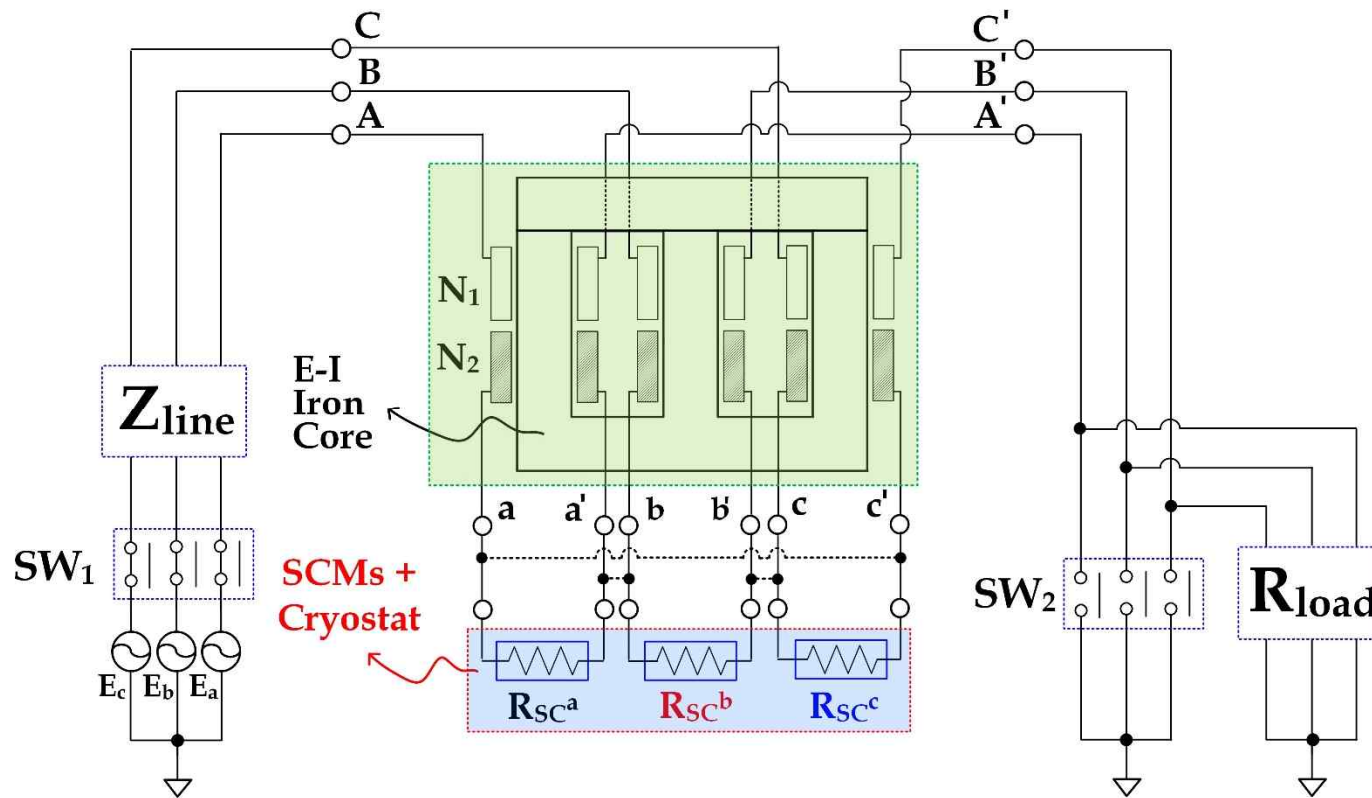 C
B
A
C'
B'
A'
N₁
N₂
E-I
Iron
Core
Zline
a
a'
b
b'
c
c'
SW₁
SCMs +
Cryostat
SW₂
Rload
Ec
Eb
Ea
RSCᵃ
RSCᵇ
RSCᶜ